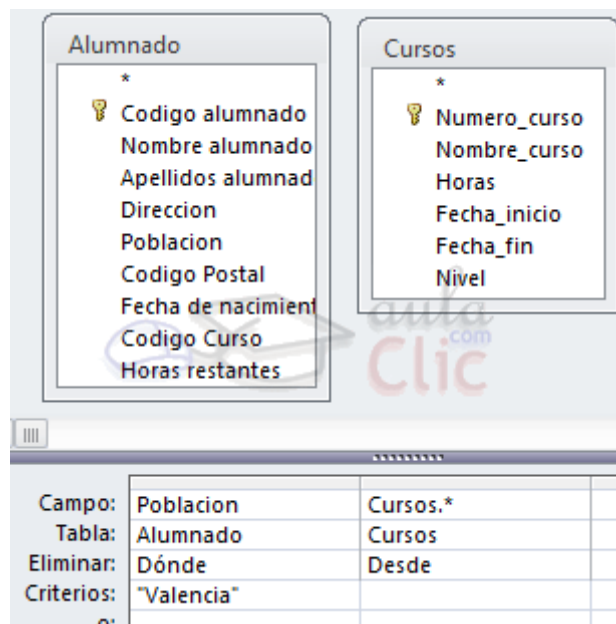 Alumnado
*
Codigo alumnado
Nombre alumnado
Apellidos alumnad
Direccion
Poblacion
Codigo Postal
Fecha de nacimient
Codigo Curso
Horas restantes
Cursos
*
Numero_curso
Nombre_curso
Horas
Fecha_inicio
Fecha_fin
Nivel
aula
.com
Clic
Campo: Poblacion Cursos.*
Tabla: Alumnado Cursos
Eliminar: Dónde Desde
Criterios: "Valencia"
o: